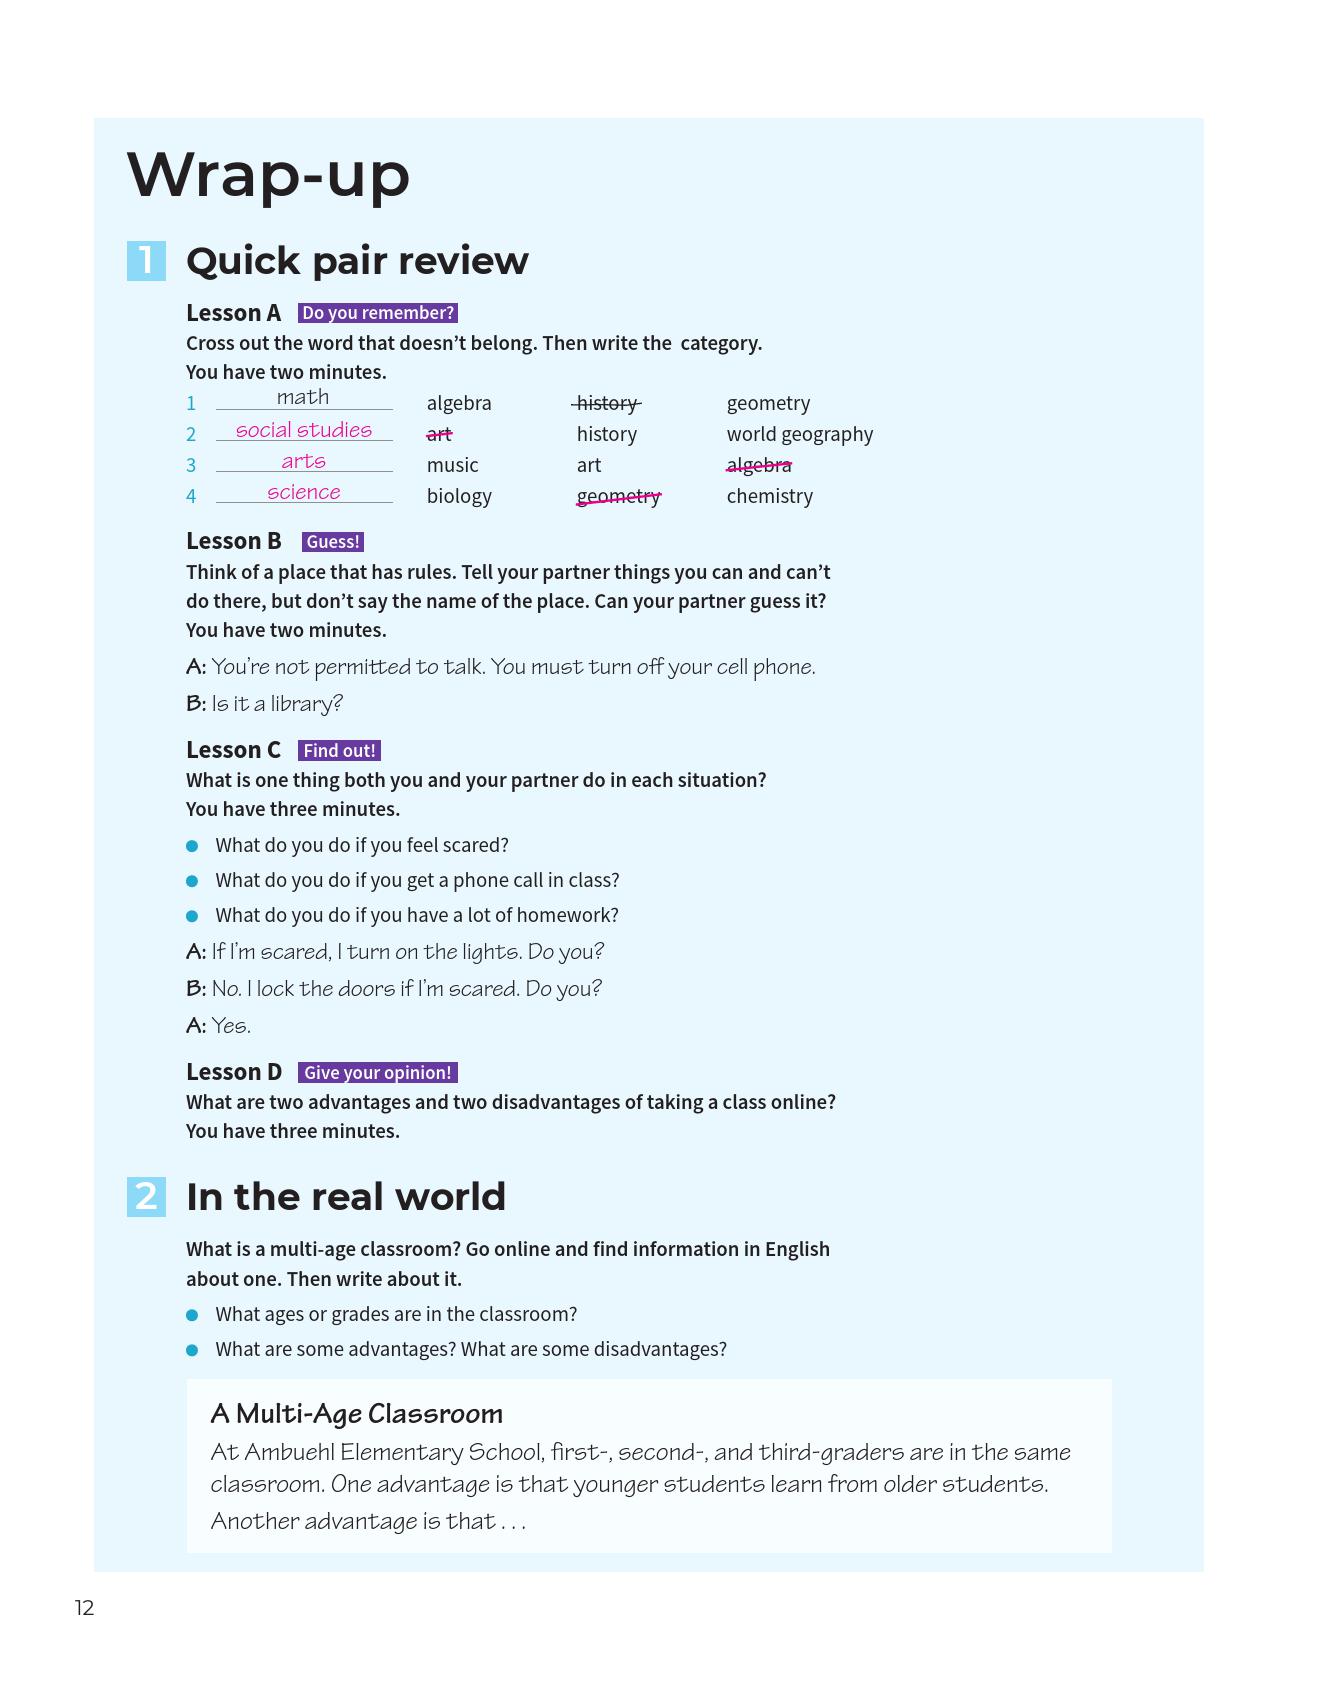 Wrap-up
1 Quick pair review
Lesson A Do you remember?
Cross out the word that doesn’t belong. Then write the category.
You have two minutes.
1 math algebra history geometry
2 social studies art history world geography
3 arts music art algebra
4 science biology geometry chemistry
Lesson B Guess!
Think of a place that has rules. Tell your partner things you can and can’t
do there, but don’t say the name of the place. Can your partner guess it?
You have two minutes.
A: You’re not permitted to talk. You must turn off your cell phone.
B: Is it a library?
Lesson C Find out!
What is one thing both you and your partner do in each situation?
You have three minutes.
● What do you do if you feel scared?
● What do you do if you get a phone call in class?
● What do you do if you have a lot of homework?
A: If I’m scared, I turn on the lights. Do you?
B: No. I lock the doors if I’m scared. Do you?
A: Yes.
Lesson D Give your opinion!
What are two advantages and two disadvantages of taking a class online?
You have three minutes.
2 In the real world
What is a multi-age classroom? Go online and find information in English
about one. Then write about it.
● What ages or grades are in the classroom?
● What are some advantages? What are some disadvantages?
A Multi-Age Classroom
At Ambuehl Elementary School, first-, second-, and third-graders are in the same
classroom. One advantage is that younger students learn from older students.
Another advantage is that . . .
12